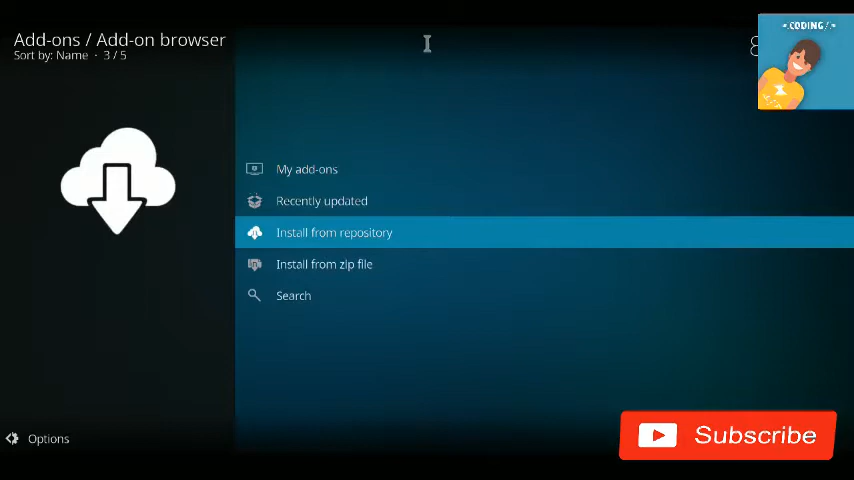 Add-ons / Add-on browser
Sort by: Name · 3 / 5
CODING
My add-ons
Recently updated
Install from repository
Install from zip file
Search
Options
Subscribe